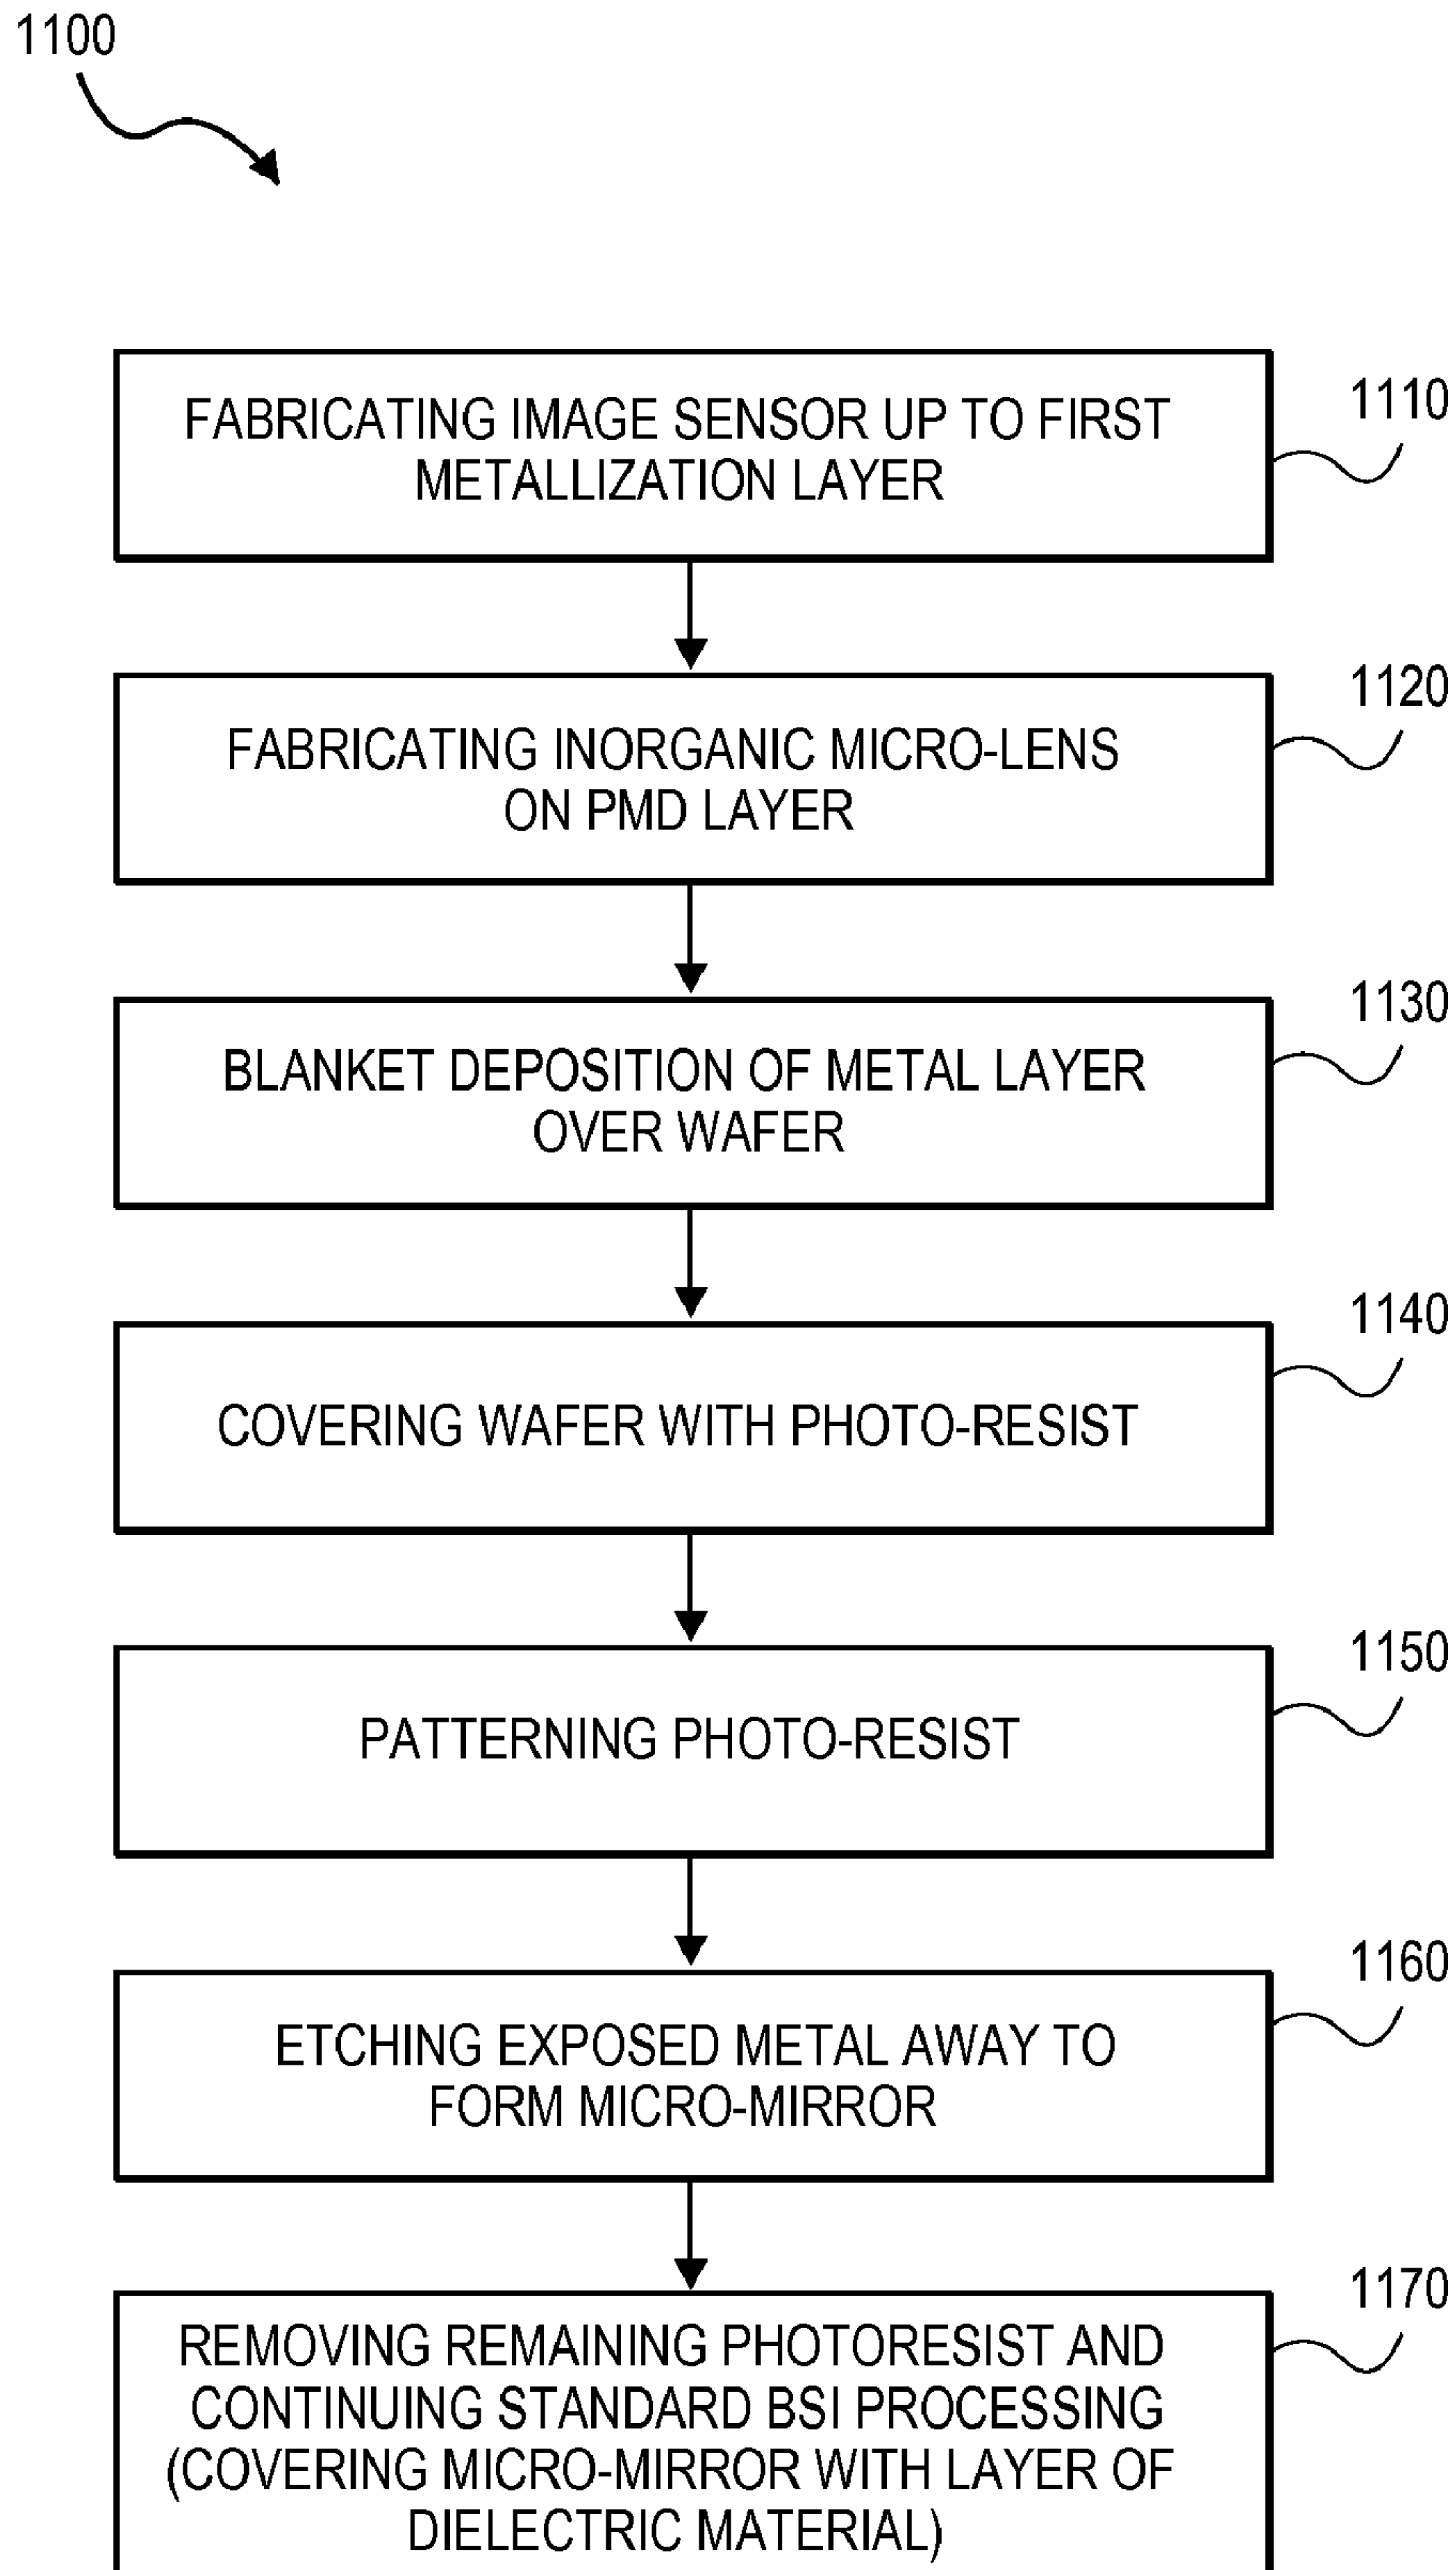 1100
FABRICATING IMAGE SENSOR UP TO FIRST
METALLIZATION LAYER
1110
FABRICATING INORGANIC MICRO-LENS
ON PMD LAYER
1120
BLANKET DEPOSITION OF METAL LAYER
OVER WAFER
1130
COVERING WAFER WITH PHOTO-RESIST
1140
PATTERNING PHOTO-RESIST
1150
ETCHING EXPOSED METAL AWAY TO
FORM MICRO-MIRROR
1160
REMOVING REMAINING PHOTORESIST AND
CONTINUING STANDARD BSI PROCESSING
(COVERING MICRO-MIRROR WITH LAYER OF
DIELECTRIC MATERIAL)
1170